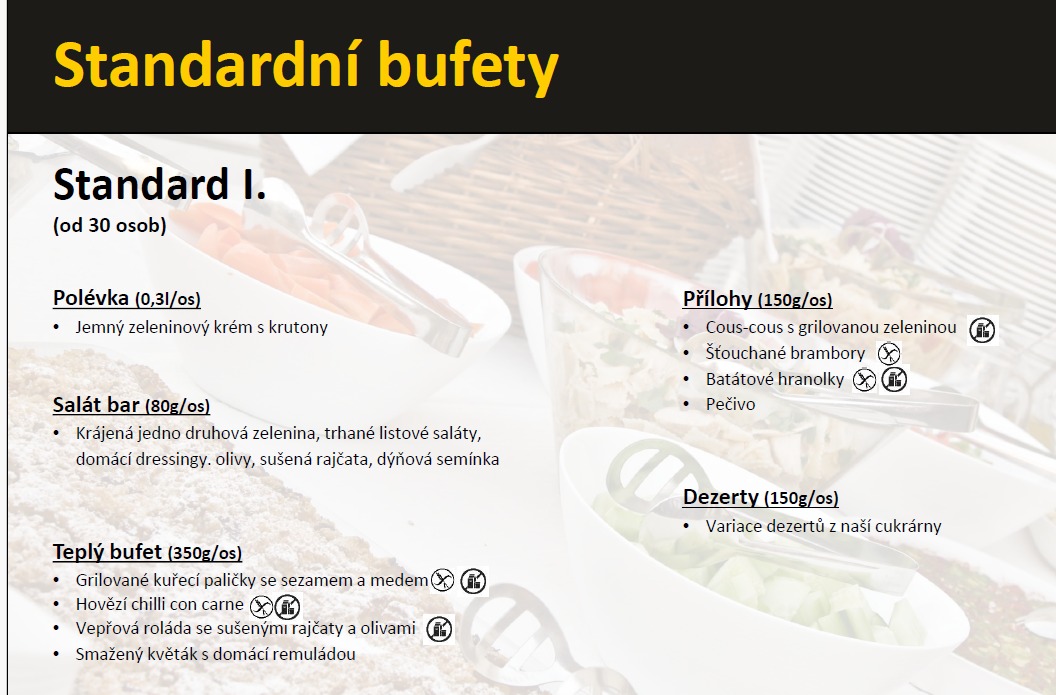 Standardní bufety
Standard I.
(od 30 osob)
Polévka (0,3l/os)
• Jemný zeleninový krém s krutony
Salát bar (80g/os)
• Krájená jedno druhová zelenina, trhané listové saláty,
domácí dressingy. olivy, sušená rajčata, dýňová semínka
Teplý bufet (350g/os)
• Grilované kuřecí paličky se sezamem a medem
• Hovězí chilli con carne
• Vepřová roláda se sušenými rajčaty a olivami
• Smažený květák s domácí remuládou
Přílohy (150g/os)
• Cous-cous s grilovanou zeleninou
• Šťouchané brambory
• Batátové hranolky
• Pečivo
Dezerty (150g/os)
• Variace dezertů z naší cukrárny